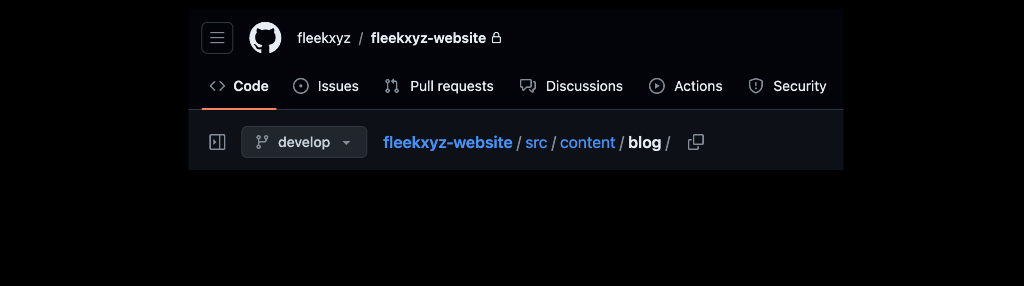 fleekxyz / fleekxyz-website
Code Issues Pull requests Discussions Actions Security
develop fleekxyz-website / src / content / blog /